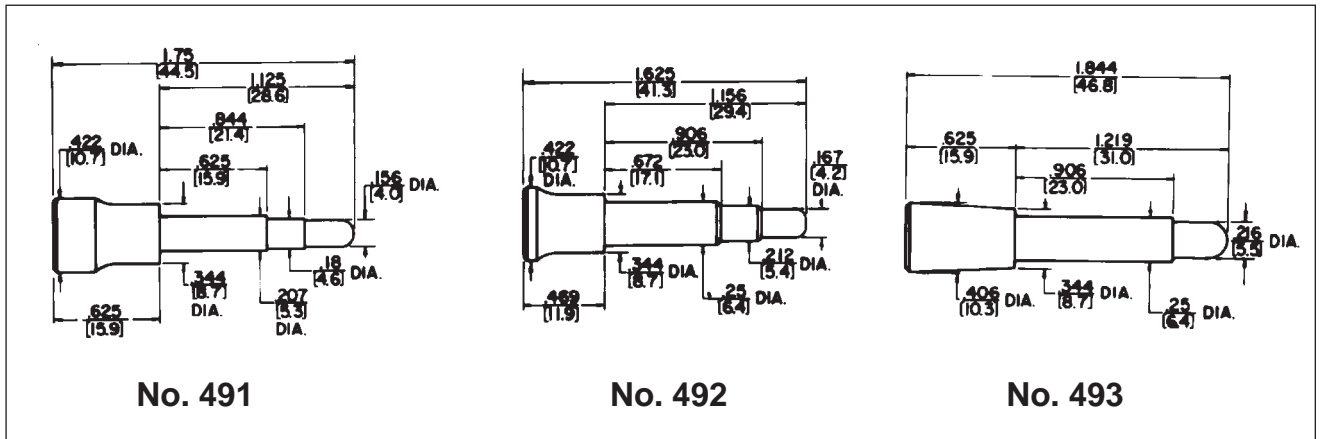 1.75
[44.5]
1.125
[28.6]
.844
[21.4]
.422
[10.7] DIA.
.625
[15.9]
.156
[4.0] DIA.
.18
[4.6] DIA.
.344
[8.7]
DIA.
.207
[5.3]
DIA.
.625
[15.9]
No. 491
1.625
[41.3]
1.156
[29.4]
.906
[23.0]
.422
[10.7]
DIA.
.672
[17.1]
.167
[4.2]
DIA.
.212
[5.4] DIA.
.344
[8.7] DIA.
.25
[6.4] DIA.
.469
[11.9]
No. 492
1.844
[46.8]
.625
[15.9]
1.219
[31.0]
.906
[23.0]
.216
[5.5] DIA.
.406
[10.3] DIA.
.344
[8.7] DIA.
.25
[6.4] DIA.
No. 493